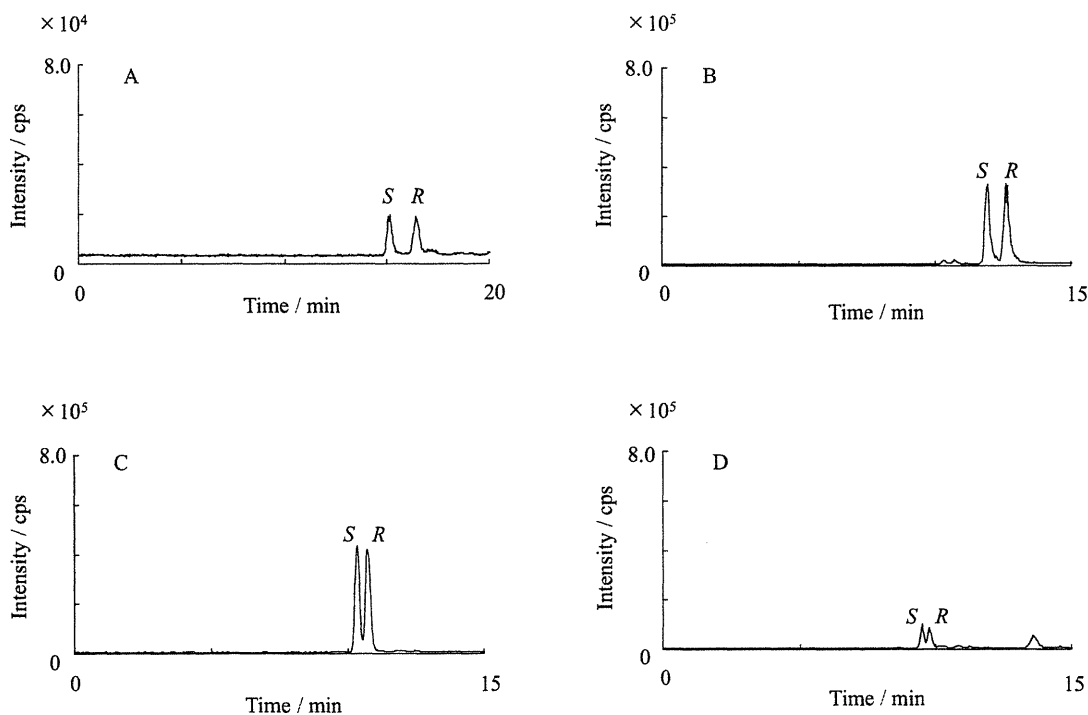 × 10⁴
8.0
A
Intensity / cps
S R
0
0
20
Time / min
× 10⁵
8.0
B
Intensity / cps
S R
0
0
15
Time / min
× 10⁵
8.0
C
Intensity / cps
S R
0
0
15
Time / min
× 10⁵
8.0
D
Intensity / cps
S R
0
0
15
Time / min